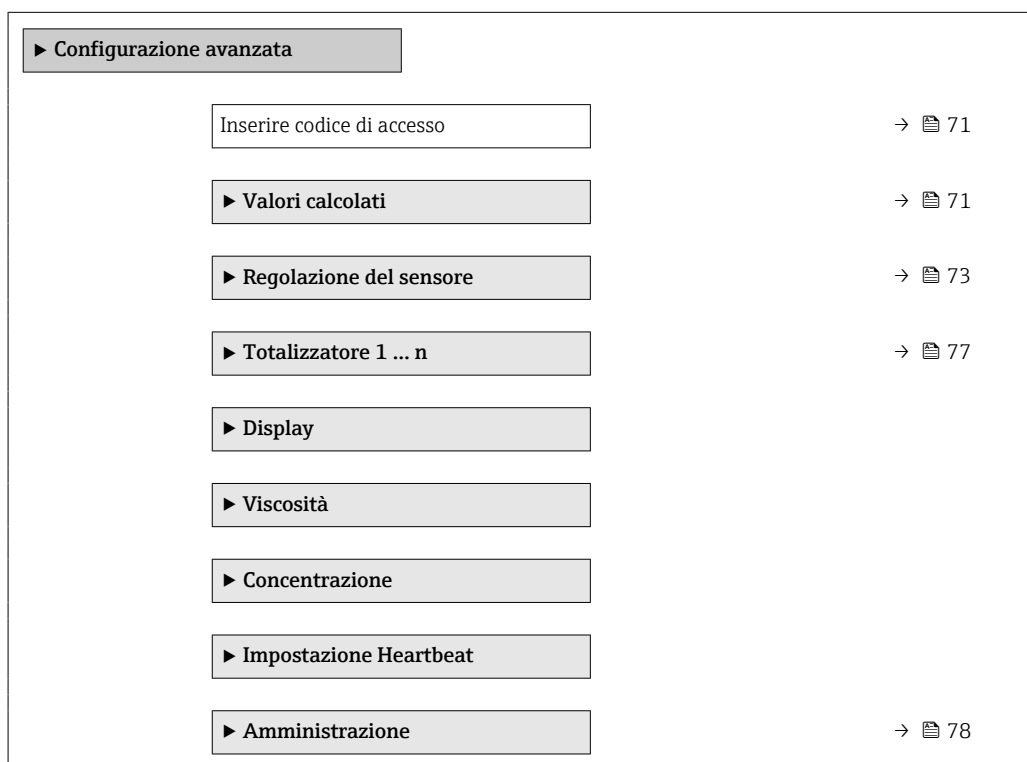 ▶ Configurazione avanzata
Inserire codice di accesso → 71
▶ Valori calcolati → 71
▶ Regolazione del sensore → 73
▶ Totalizzatore 1 … n → 77
▶ Display
▶ Viscosità
▶ Concentrazione
▶ Impostazione Heartbeat
▶ Amministrazione → 78